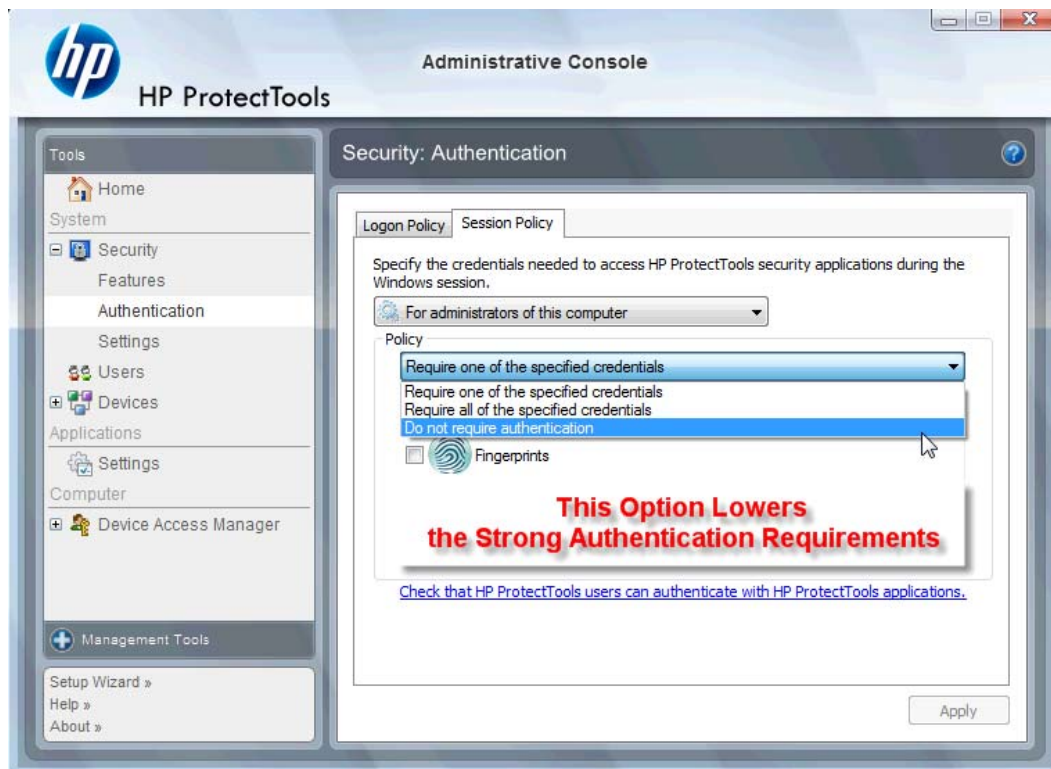 hp
HP ProtectTools
Administrative Console
Tools
Home
System
Security
Features
Authentication
Settings
Users
Devices
Applications
Settings
Computer
Device Access Manager
Management Tools
Setup Wizard »
Help »
About »
Security: Authentication
?
Logon Policy
Session Policy
Specify the credentials needed to access HP ProtectTools security applications during the
Windows session.
For administrators of this computer
Policy
Require one of the specified credentials
Require one of the specified credentials
Require all of the specified credentials
Do not require authentication
Fingerprints
This Option Lowers
the Strong Authentication Requirements
Check that HP ProtectTools users can authenticate with HP ProtectTools applications.
Apply